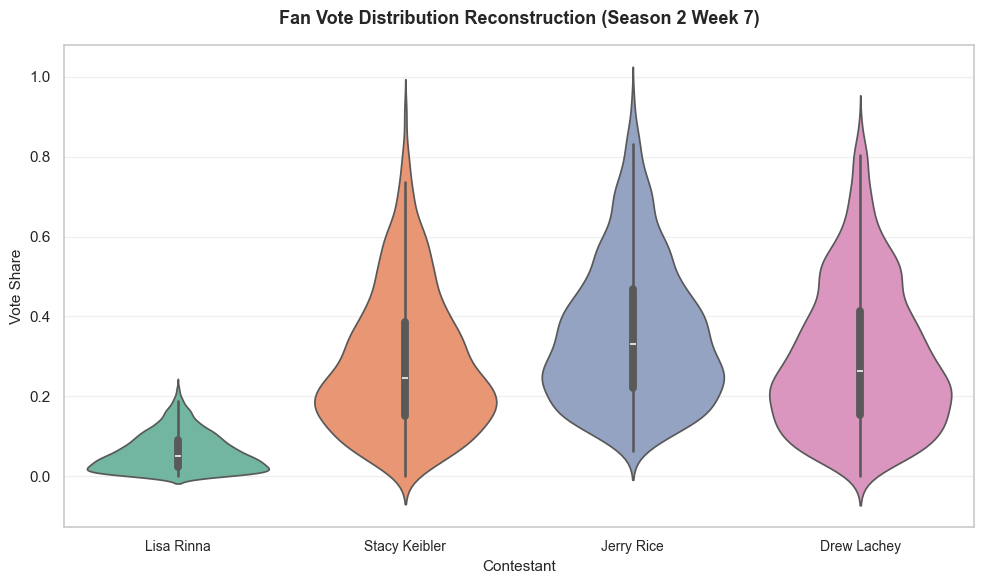 Fan Vote Distribution Reconstruction (Season 2 Week 7)
1.0
0.8
0.6
0.4
0.2
0.0
Vote Share
Lisa Rinna
Stacy Keibler
Jerry Rice
Drew Lachey
Contestant